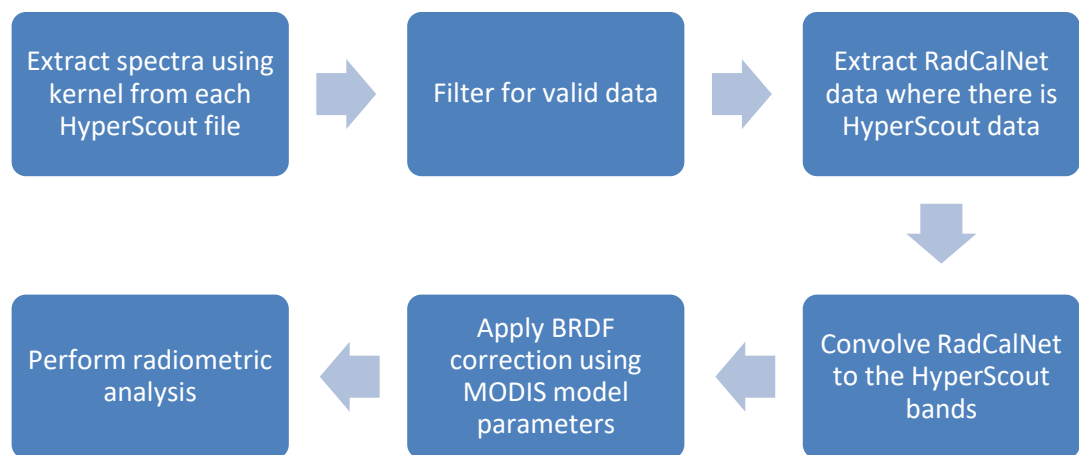 Extract spectra using
kernel from each
HyperScout file
Filter for valid data
Extract RadCalNet
data where there is
HyperScout data
Convolve RadCalNet
to the HyperScout
bands
Apply BRDF
correction using
MODIS model
parameters
Perform radiometric
analysis